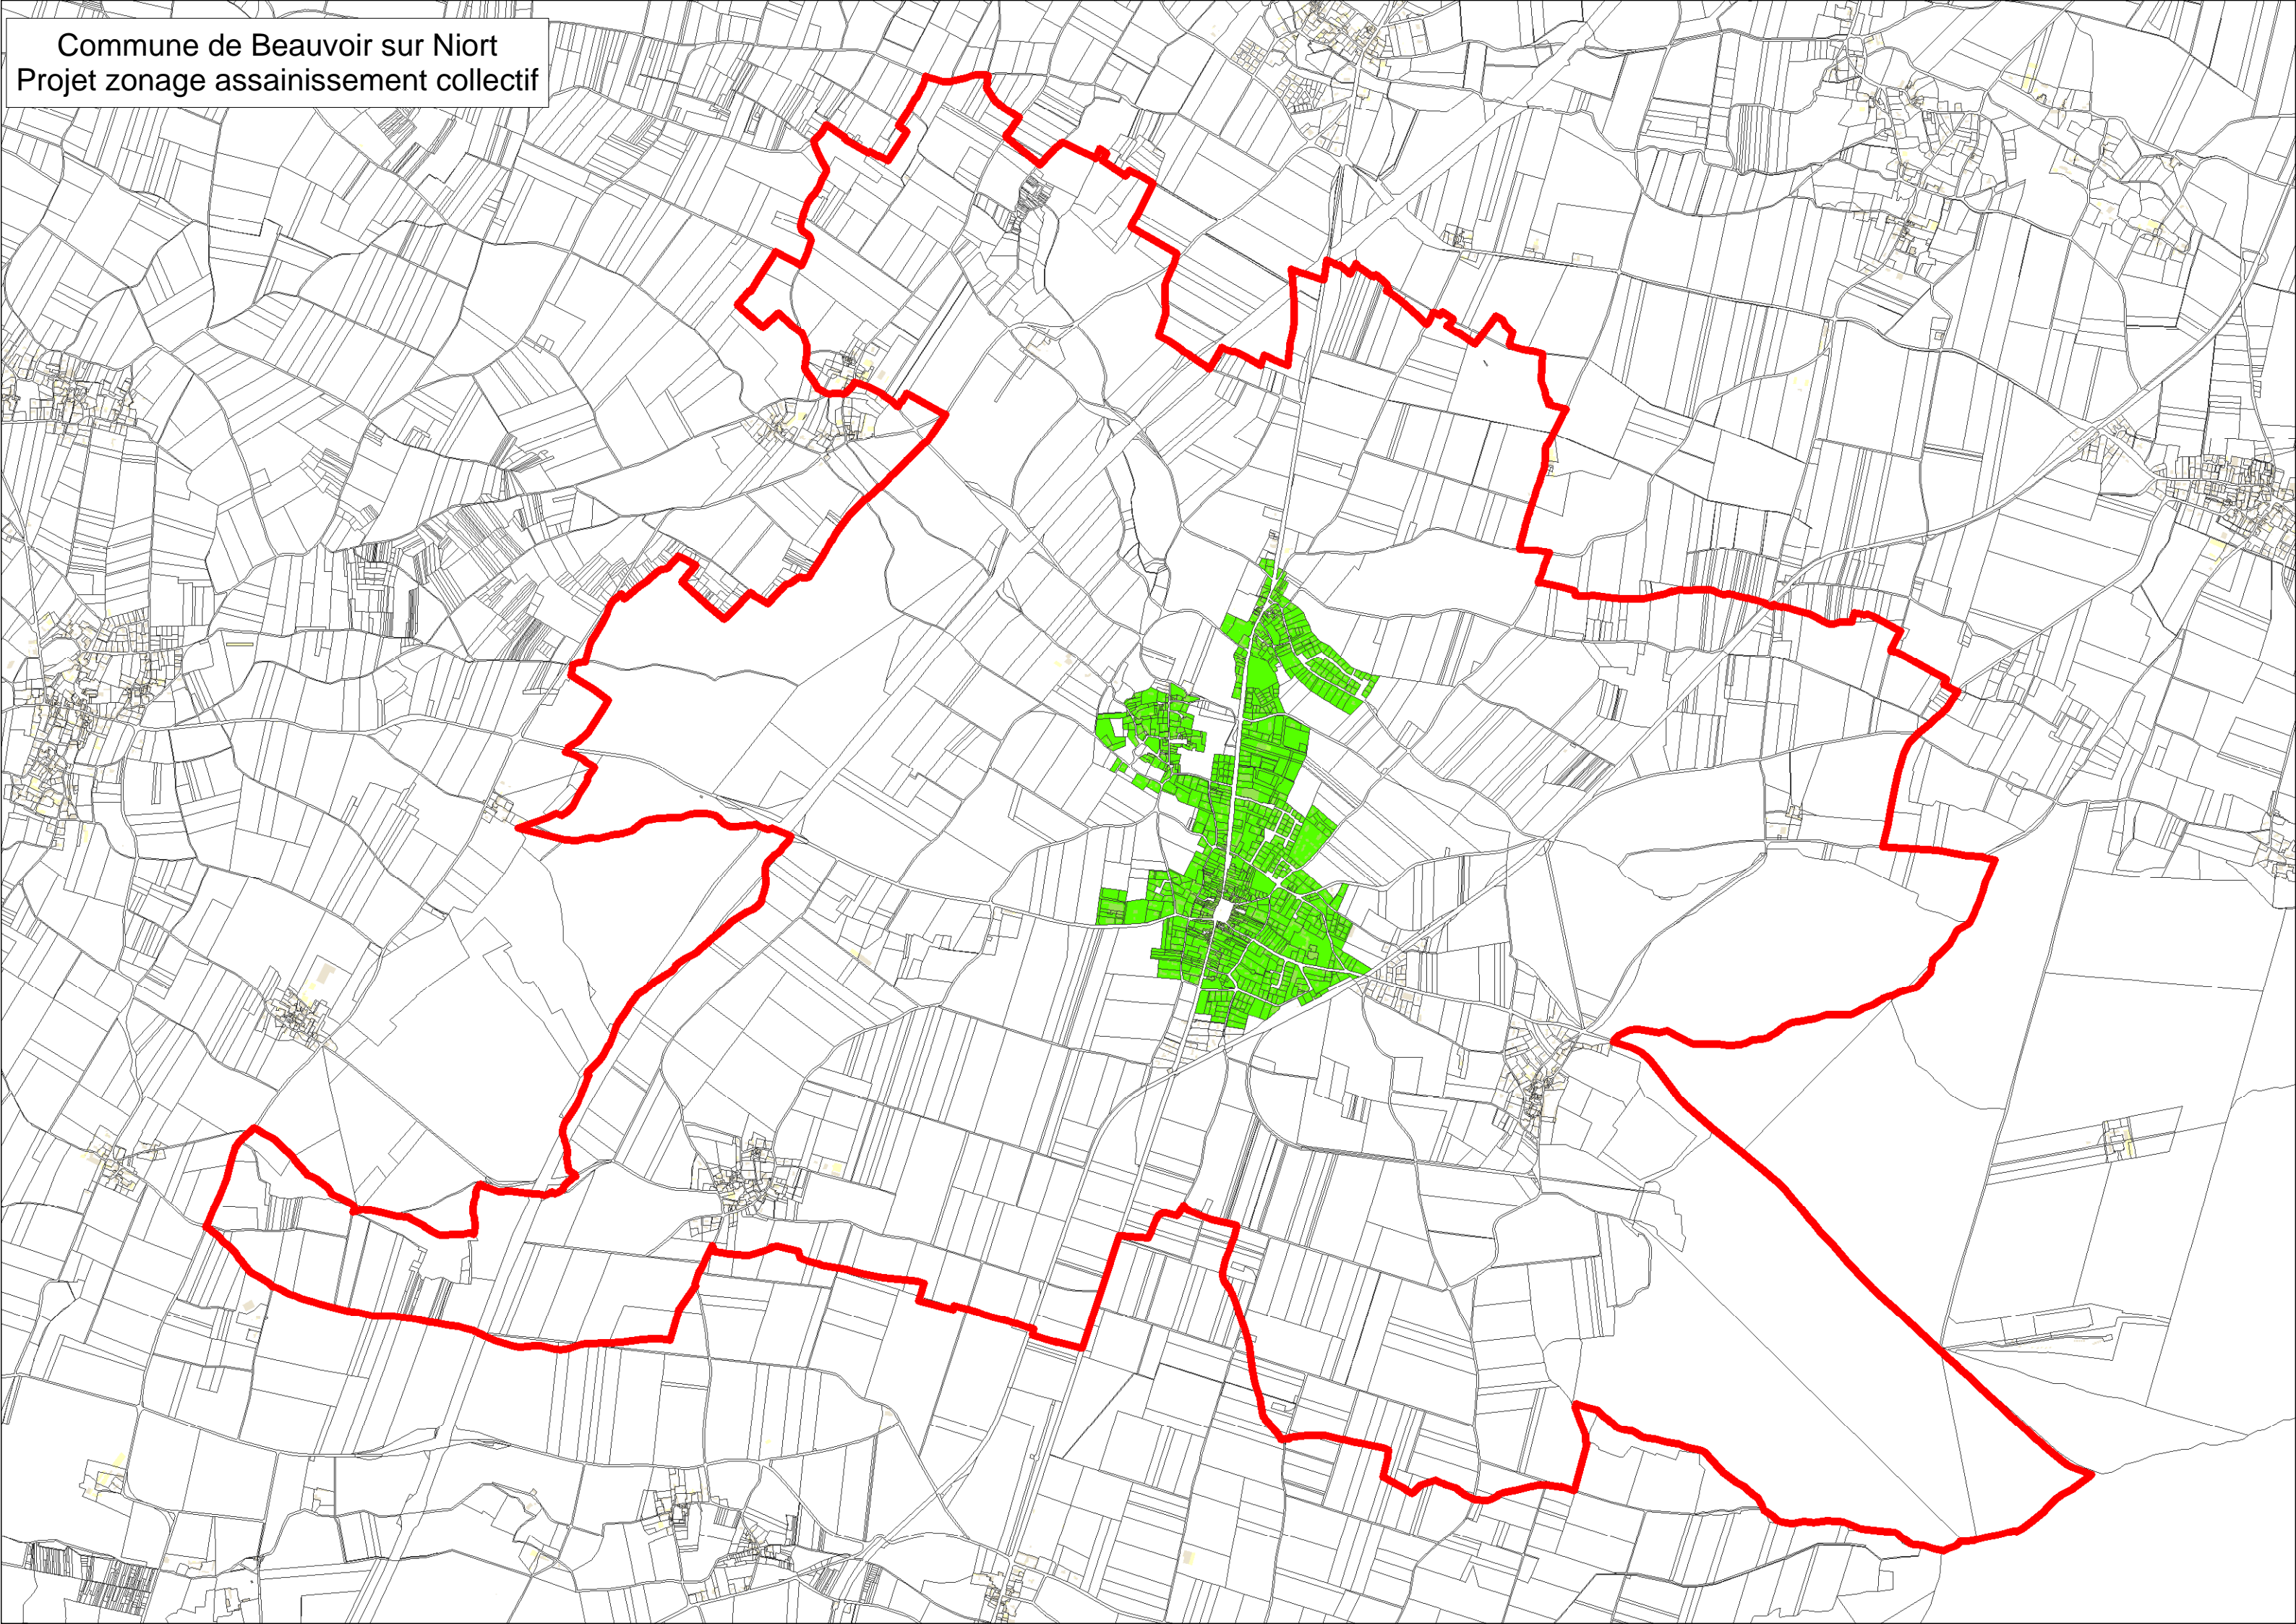 Commune de Beauvoir sur Niort
Projet zonage assainissement collectif